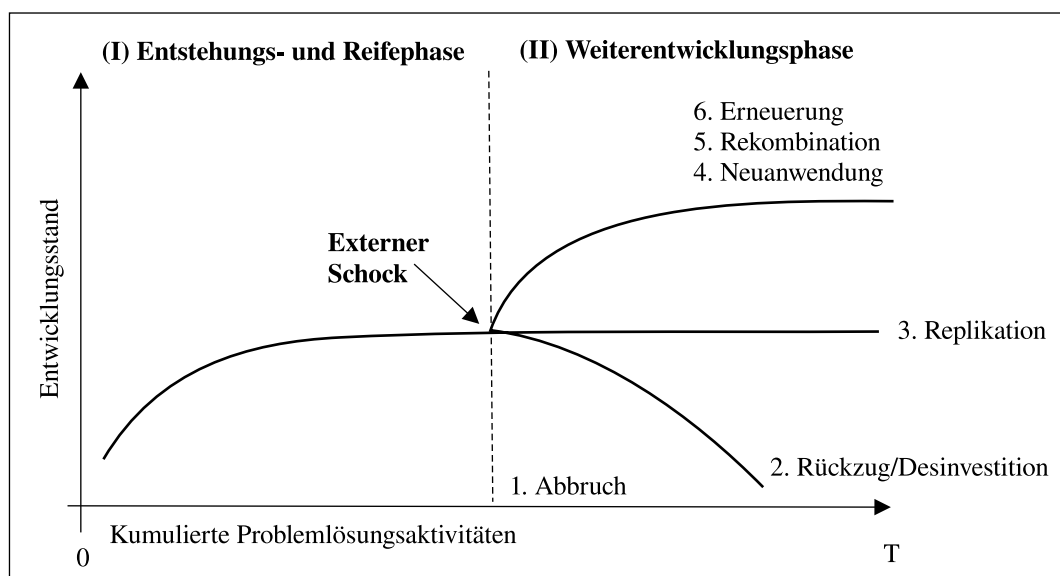 (I) Entstehungs- und Reifephase
(II) Weiterentwicklungsphase
6. Erneuerung
5. Rekombination
4. Neuanwendung
Externer
Schock
Entwicklungsstand
3. Replikation
2. Rückzug/Desinvestition
1. Abbruch
Kumulierte Problemlösungsaktivitäten
0
T